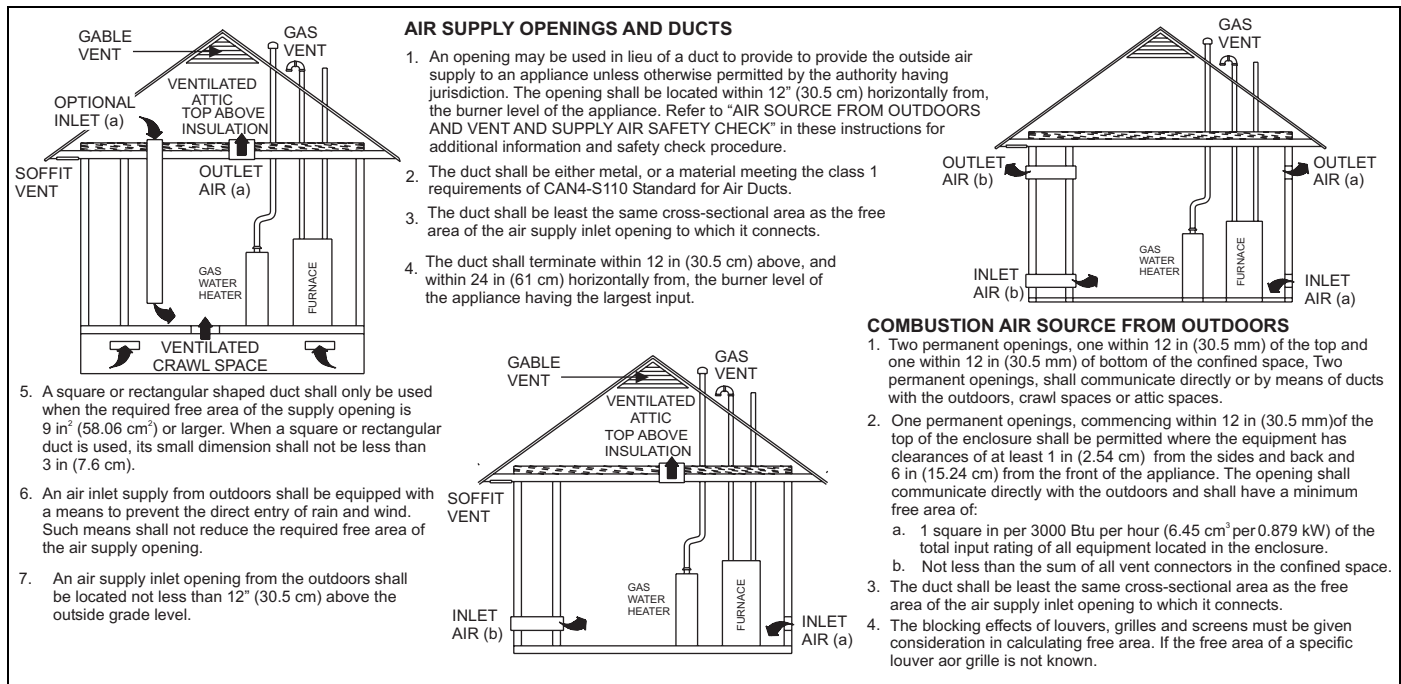 GABLE
VENT
GAS
VENT
VENTILATED
ATTIC
OPTIONAL
INLET (a)
TOP ABOVE
INSULATION
SOFFIT
VENT
OUTLET
AIR (a)
GAS
WATER
HEATER
FURNACE
VENTILATED
CRAWL SPACE
AIR SUPPLY OPENINGS AND DUCTS
1. An opening may be used in lieu of a duct to provide to provide the outside air
supply to an appliance unless otherwise permitted by the authority having
jurisdiction. The opening shall be located within 12” (30.5 cm) horizontally from,
the burner level of the appliance. Refer to “AIR SOURCE FROM OUTDOORS
AND VENT AND SUPPLY AIR SAFETY CHECK” in these instructions for
additional information and safety check procedure.
2. The duct shall be either metal, or a material meeting the class 1
requirements of CAN4-S110 Standard for Air Ducts.
3. The duct shall be least the same cross-sectional area as the free
area of the air supply inlet opening to which it connects.
4. The duct shall terminate within 12 in (30.5 cm) above, and
within 24 in (61 cm) horizontally from, the burner level of
the appliance having the largest input.
5. A square or rectangular shaped duct shall only be used
when the required free area of the supply opening is
9 in² (58.06 cm²) or larger. When a square or rectangular
duct is used, its small dimension shall not be less than
3 in (7.6 cm).
6. An air inlet supply from outdoors shall be equipped with
a means to prevent the direct entry of rain and wind.
Such means shall not reduce the required free area of
the air supply opening.
7. An air supply inlet opening from the outdoors shall
be located not less than 12” (30.5 cm) above the
outside grade level.
GABLE
VENT
GAS
VENT
VENTILATED
ATTIC
TOP ABOVE
INSULATION
SOFFIT
VENT
GAS
WATER
HEATER
FURNACE
INLET
AIR (b)
INLET
AIR (a)
GAS
VENT
OUTLET
AIR (b)
OUTLET
AIR (a)
GAS
WATER
HEATER
FURNACE
INLET
AIR (b)
INLET
AIR (a)
COMBUSTION AIR SOURCE FROM OUTDOORS
1. Two permanent openings, one within 12 in (30.5 mm) of the top and
one within 12 in (30.5 mm) of bottom of the confined space, Two
permanent openings, shall communicate directly or by means of ducts
with the outdoors, crawl spaces or attic spaces.
2. One permanent openings, commencing within 12 in (30.5 mm)of the
top of the enclosure shall be permitted where the equipment has
clearances of at least 1 in (2.54 cm) from the sides and back and
6 in (15.24 cm) from the front of the appliance. The opening shall
communicate directly with the outdoors and shall have a minimum
free area of:
a. 1 square in per 3000 Btu per hour (6.45 cm³ per 0.879 kW) of the
total input rating of all equipment located in the enclosure.
b. Not less than the sum of all vent connectors in the confined space.
3. The duct shall be least the same cross-sectional area as the free
area of the air supply inlet opening to which it connects.
4. The blocking effects of louvers, grilles and screens must be given
consideration in calculating free area. If the free area of a specific
louver aor grille is not known.